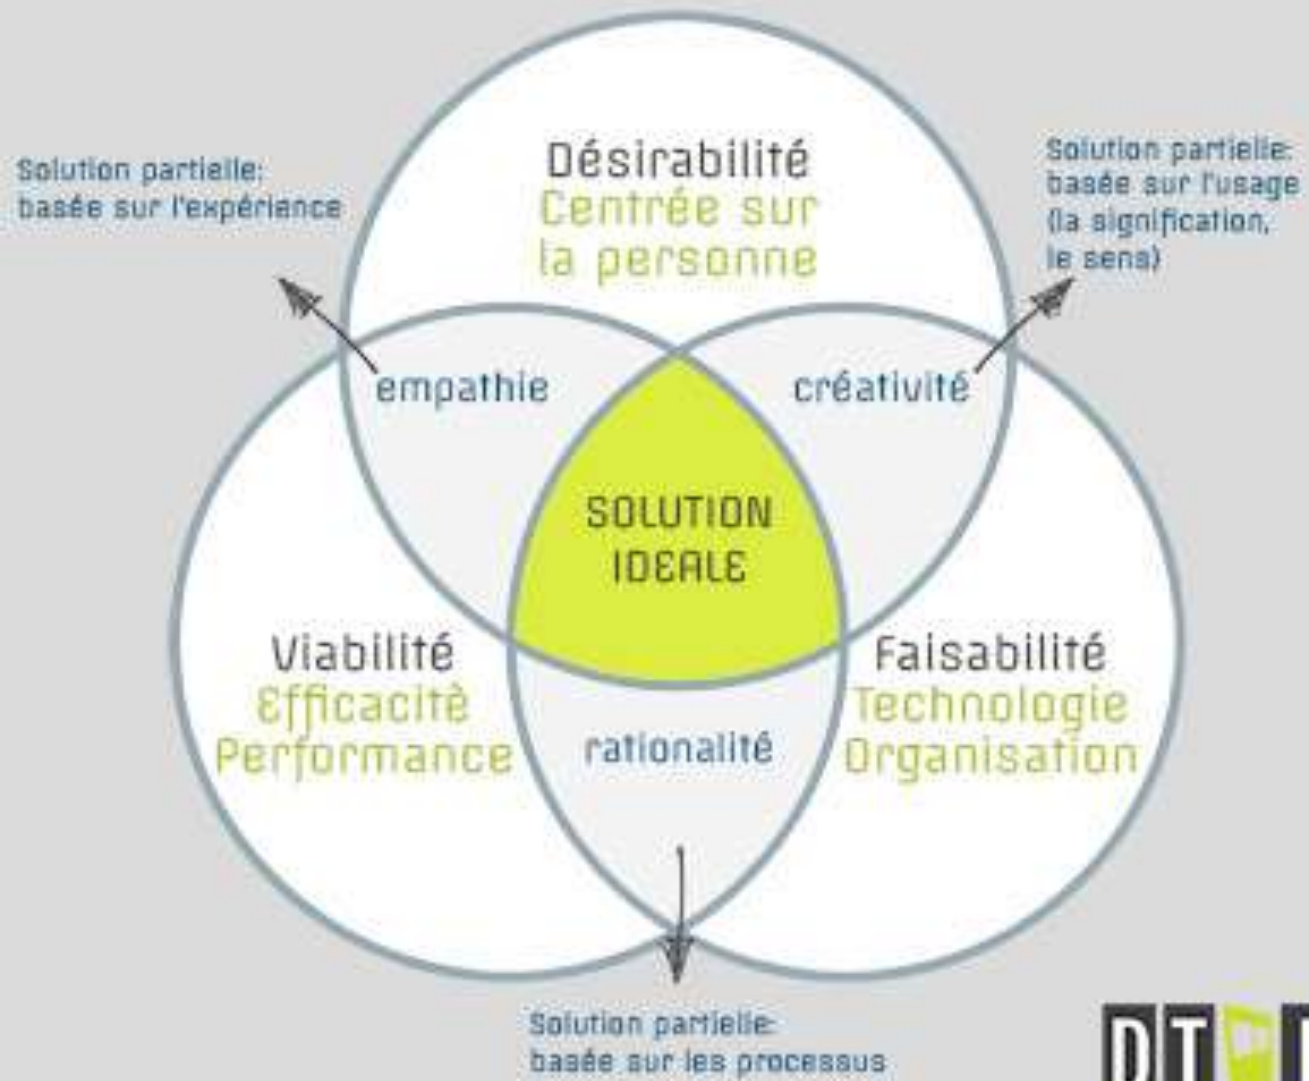 Solution partielle:
basée sur l'expérience
Désirabilité
Centrée sur
la personne
Solution partielle:
basée sur l'usage
(la signification,
le sens)
empathie
créativité
SOLUTION
IDEALE
Viabilité
Efficacitè
Performance
Faisabilité
Technologie
Organisation
rationalité
Solution partielle:
basée sur les processus